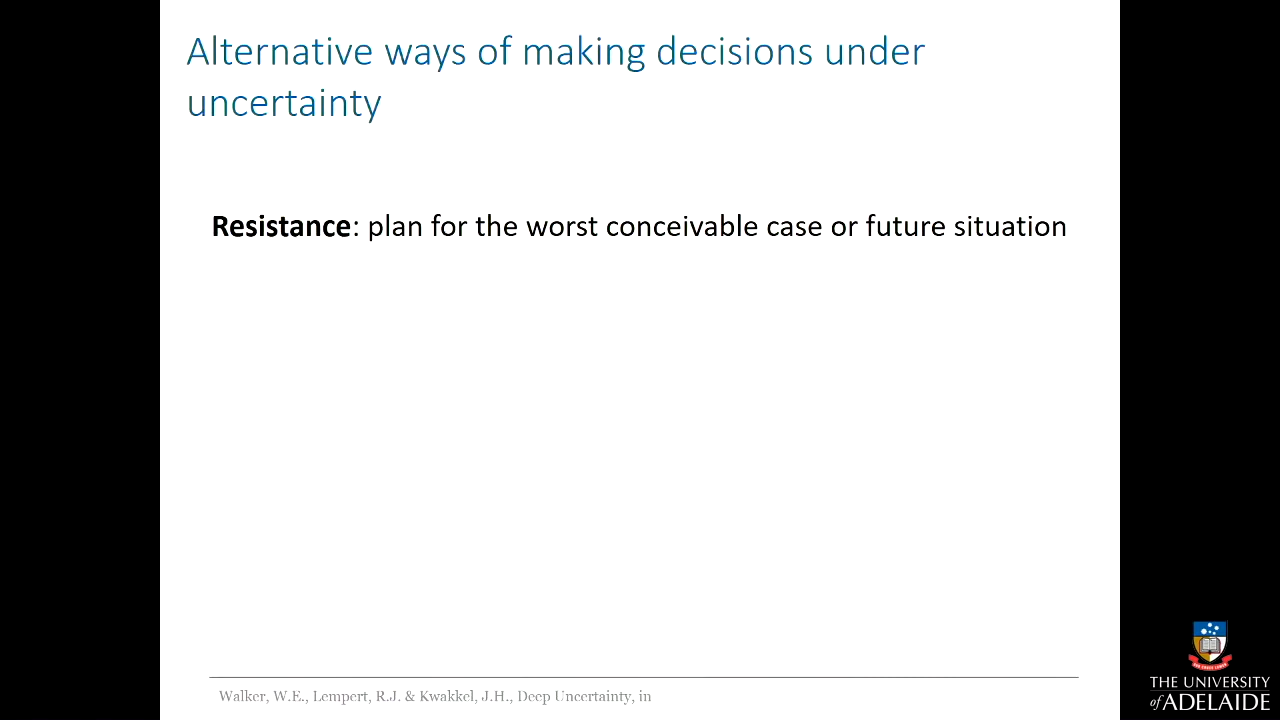 Alternative ways of making decisions under
uncertainty
Resistance: plan for the worst conceivable case or future situation
Walker, W.E., Lempert, R.J. & Kwakkel, J.H., Deep Uncertainty, in
THE UNIVERSITY
of ADELAIDE